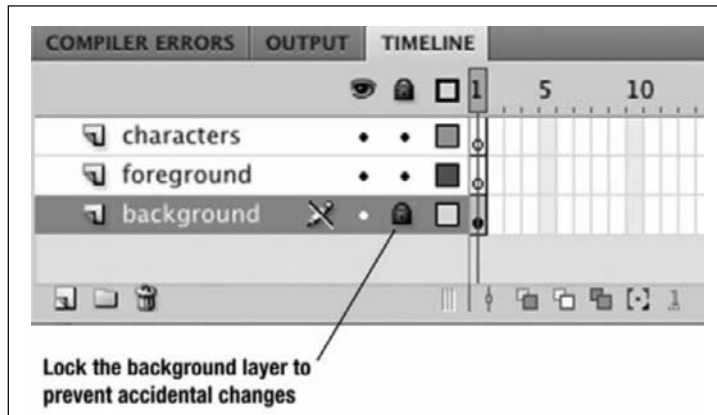 COMPILER ERRORS OUTPUT TIMELINE
1 5 10
characters
foreground
background
Lock the background layer to
prevent accidental changes